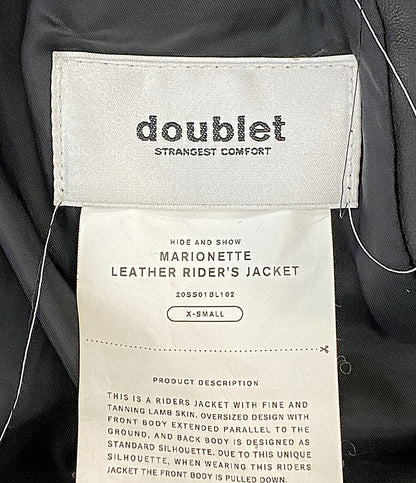 doublet
STRANGEST COMFORT
HIDE AND SHOW
MARIONETTE
LEATHER RIDER'S JACKET
20SS01BL102
X-SMALL
PRODUCT DESCRIPTION
THIS IS A RIDERS JACKET WITH FINE AND
TANNING LAMB SKIN. OVERSIZED DESIGN WITH
FRONT BODY EXTENDED PARALLEL TO THE
GROUND, AND BACK BODY IS DESIGNED AS
STANDARD SILHOUETTE. DUE TO THIS UNIQUE
SILHOUETTE, WHEN WEARING THIS RIDERS
JACKET THE FRONT BODY IS PULLED DOWN.